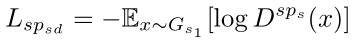 $L_{sp_{sd}} = -\mathbb{E}_{x \sim G_{s_1}}[\log D^{sp_s}(x)]$